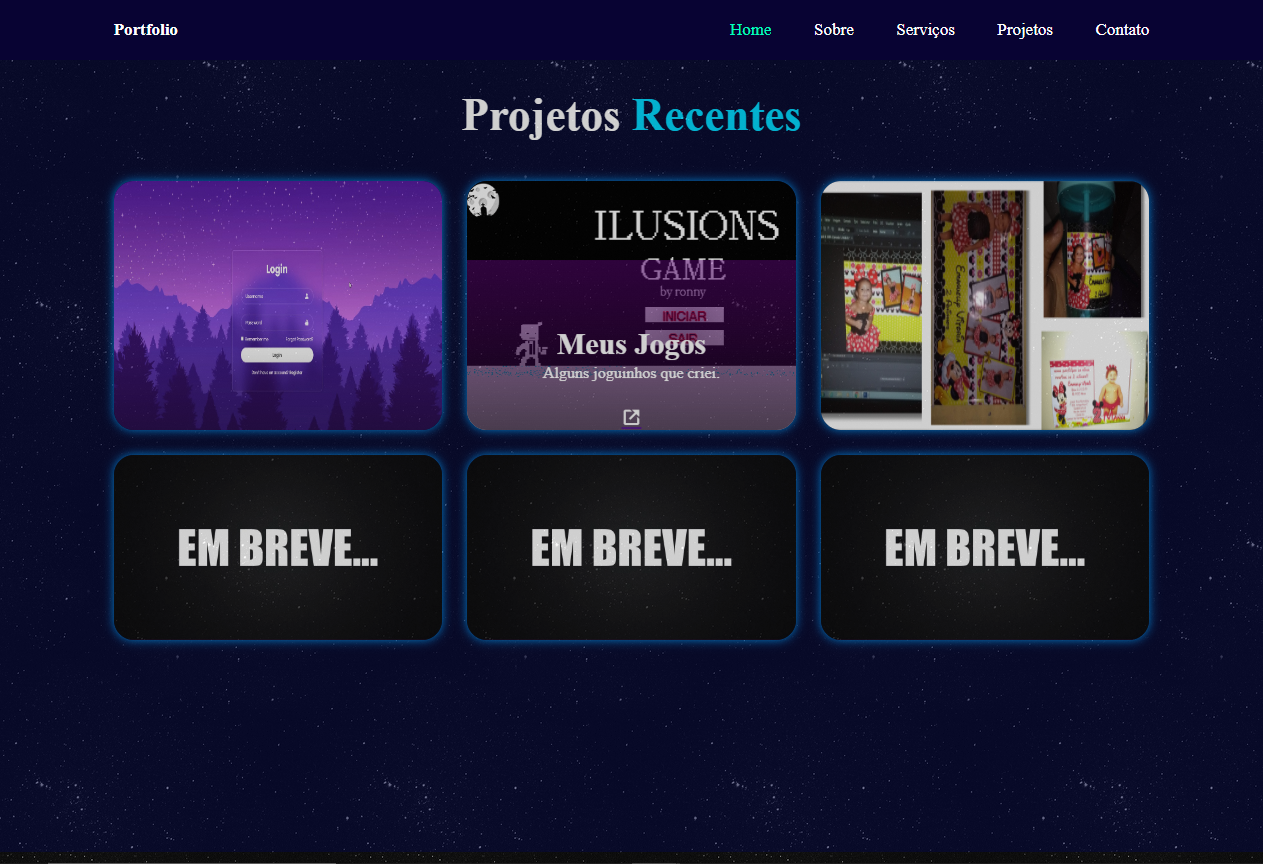 Portfolio
Home
Sobre
Serviços
Projetos
Contato
Projetos Recentes
Login
Username
Password
Remember me
Forgot Password?
Login
Don't have an account? Register
ILUSIONS
GAME
by ronny
INICIAR
SAIR
Meus Jogos
Alguns joguinhos que criei.
EM BREVE...
EM BREVE...
EM BREVE...